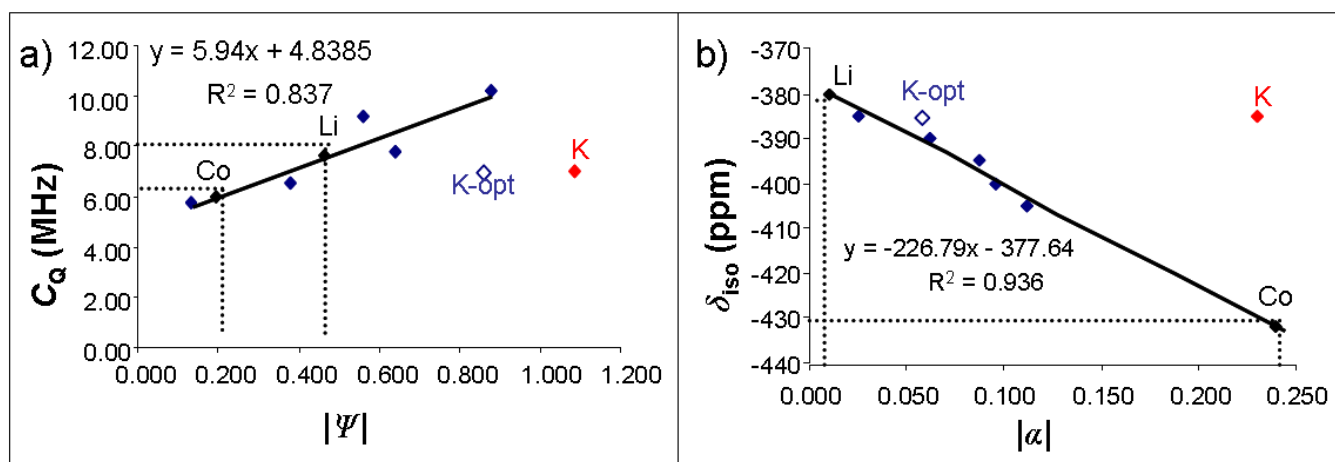 a)
y = 5.94x + 4.8385
R² = 0.837
12.00
10.00
8.00
6.00
4.00
2.00
0.00
C_Q (MHz)
Li
Co
K-opt
K
0.000 0.200 0.400 0.600 0.800 1.000 1.200
|Ψ|
b)
-370
-380
-390
-400
-410
-420
-430
-440
δ_iso (ppm)
Li
K-opt
K
y = -226.79x - 377.64
R² = 0.936
Co
0.000 0.050 0.100 0.150 0.200 0.250
|α|